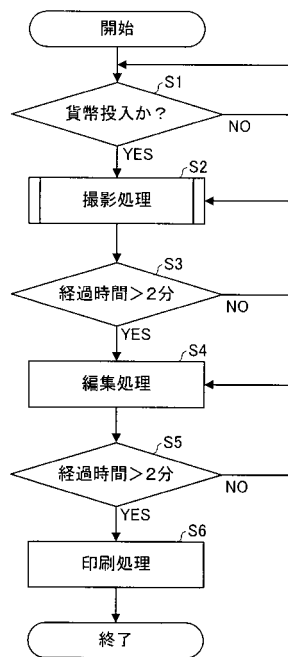 開始
S1
貨幣投入か？
NO
YES
S2
撮影処理
S3
経過時間＞2分
NO
YES
S4
編集処理
S5
経過時間＞2分
NO
YES
S6
印刷処理
終了